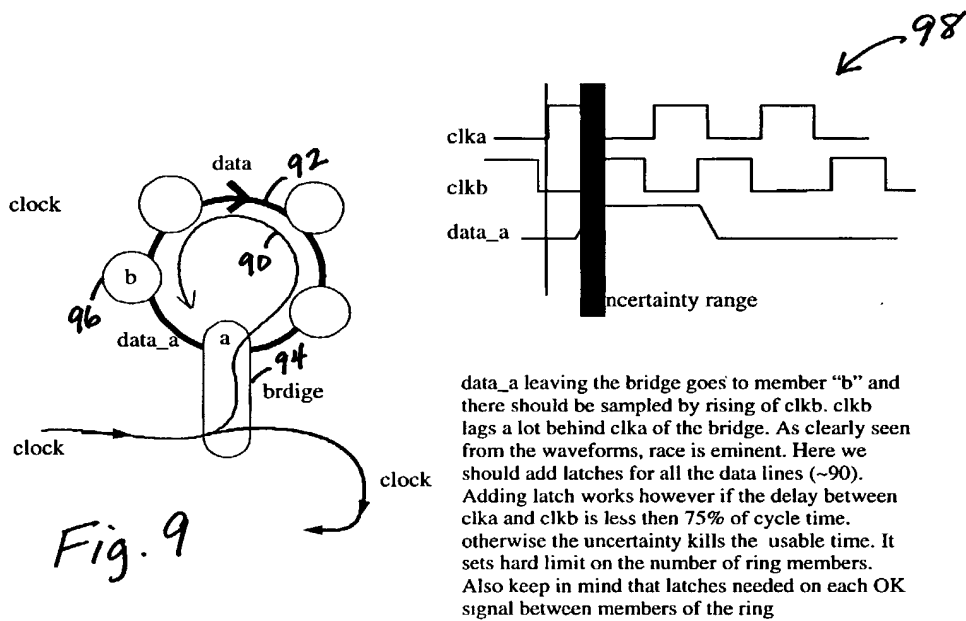 98
clka
clkb
data_a
ncertainty range
data
92
clock
90
b
96
data_a
a
94
brdige
clock
clock
Fig. 9
data_a leaving the bridge goes to member “b” and
there should be sampled by rising of clkb. clkb
lags a lot behind clka of the bridge. As clearly seen
from the waveforms, race is eminent. Here we
should add latches for all the data lines (~90).
Adding latch works however if the delay between
clka and clkb is less then 75% of cycle time.
otherwise the uncertainty kills the usable time. It
sets hard limit on the number of ring members.
Also keep in mind that latches needed on each OK
signal between members of the ring